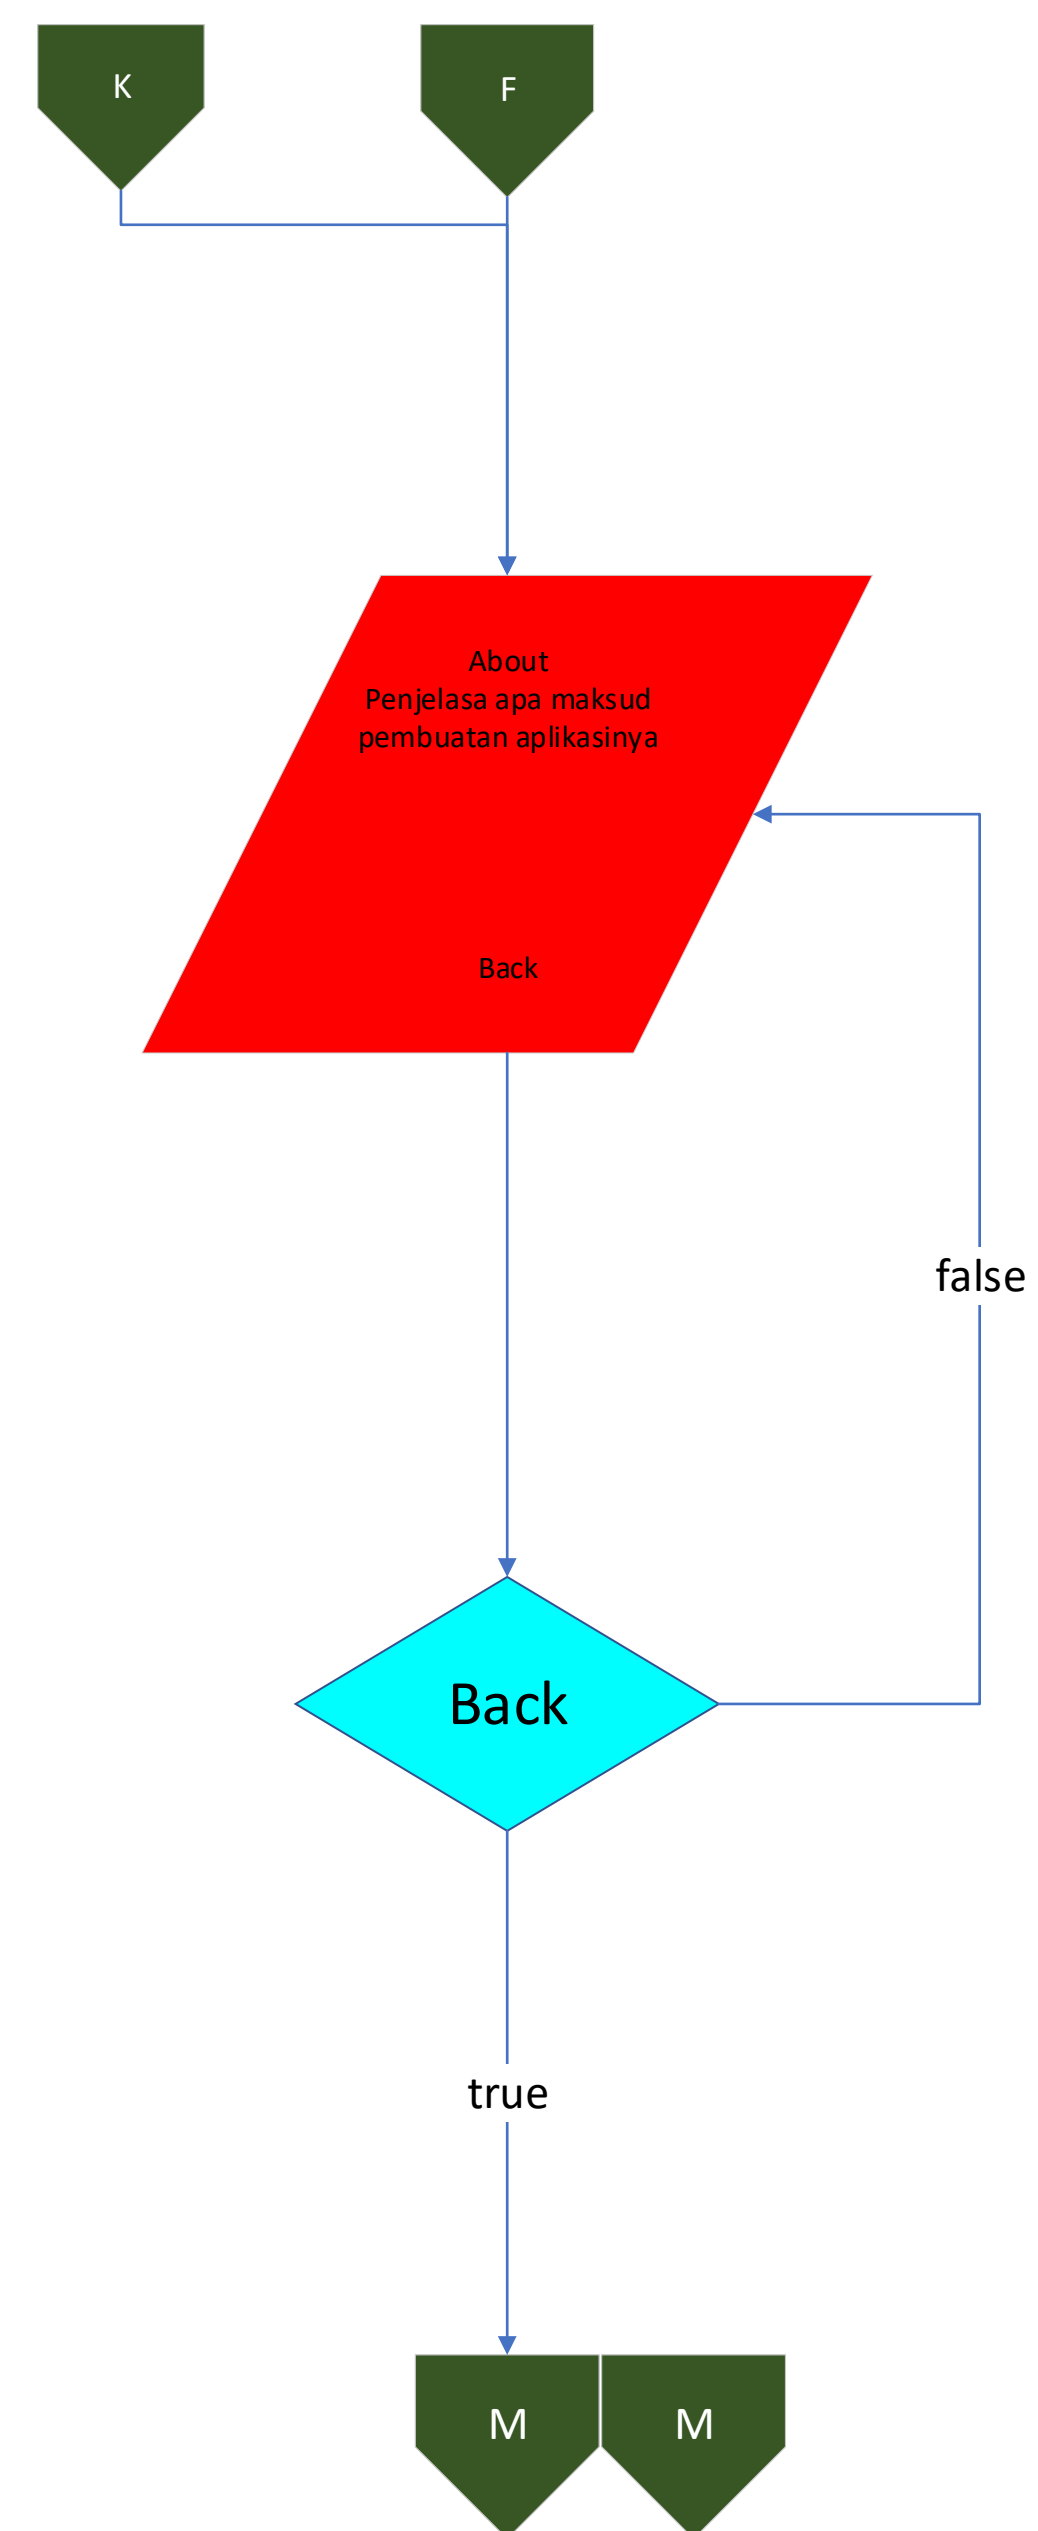 K
F
About
Penjelasa apa maksud
pembuatan aplikasinya
Back
false
Back
true
M
M